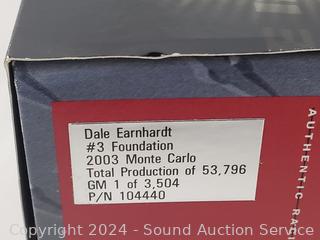 Dale Earnhardt
#3 Foundation
2003 Monte Carlo
Total Production of 53,796
GM 1 of 3,504
P/N 104440
AUTHENTIC
Copyright © 2024 - Sound Auction Service